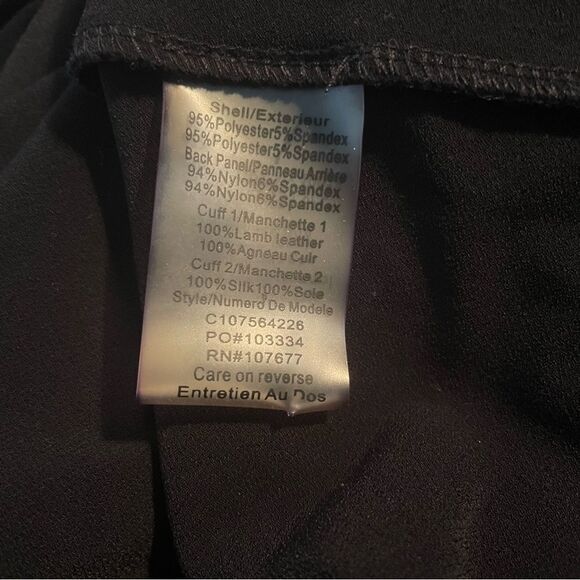 Shell/Exterieur
95%Polyester5%Spandex
95%Polyester5%Spandex
Back Panel/Panneau Arrière
94%Nylon6%Spandex
94%Nylon6%Spandex
Cuff 1/Manchette 1
100%Lamb leather
100%Agneau Cuir
Cuff 2/Manchette 2
100%Silk100%Soie
Style/Numero De Modele
C107564226
PO#103334
RN#107677
Care on reverse
Entretien Au Dos